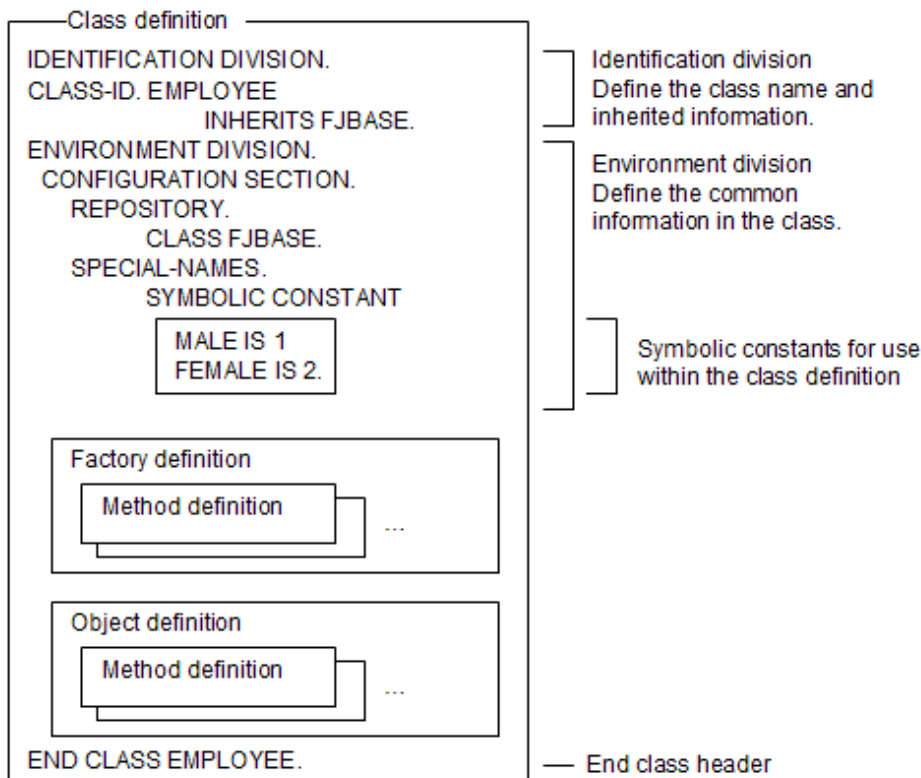 Class definition
IDENTIFICATION DIVISION.
CLASS-ID. EMPLOYEE
INHERITS FJBASE.
ENVIRONMENT DIVISION.
CONFIGURATION SECTION.
REPOSITORY.
CLASS FJBASE.
SPECIAL-NAMES.
SYMBOLIC CONSTANT
MALE IS 1
FEMALE IS 2.
Identification division
Define the class name and
inherited information.
Environment division
Define the common
information in the class.
Symbolic constants for use
within the class definition
Factory definition
Method definition
...
Object definition
Method definition
...
END CLASS EMPLOYEE.
End class header